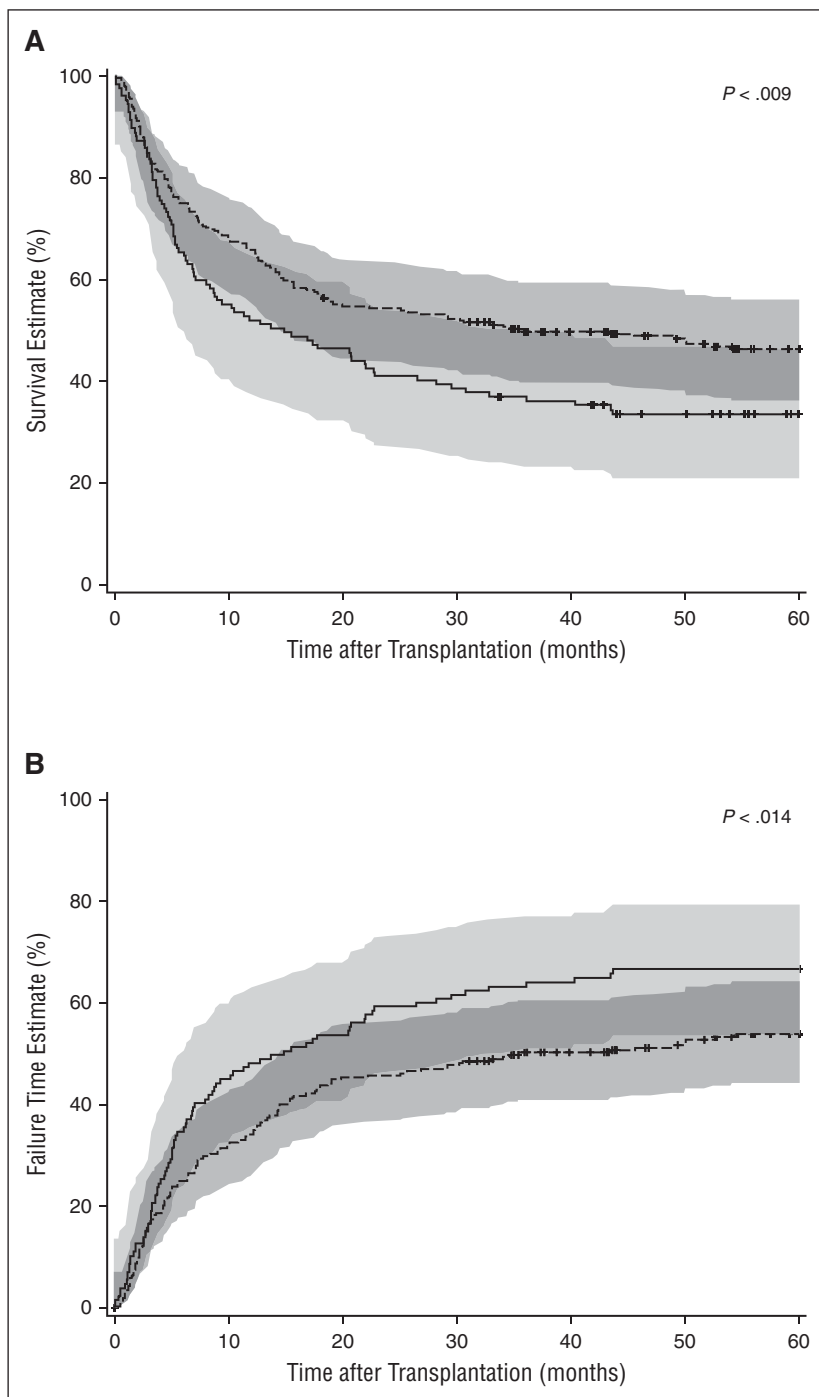 A
P < .009
Survival Estimate (%)
100
80
60
40
20
0
0 10 20 30 40 50 60
Time after Transplantation (months)
B
P < .014
Failure Time Estimate (%)
100
80
60
40
20
0
0 10 20 30 40 50 60
Time after Transplantation (months)